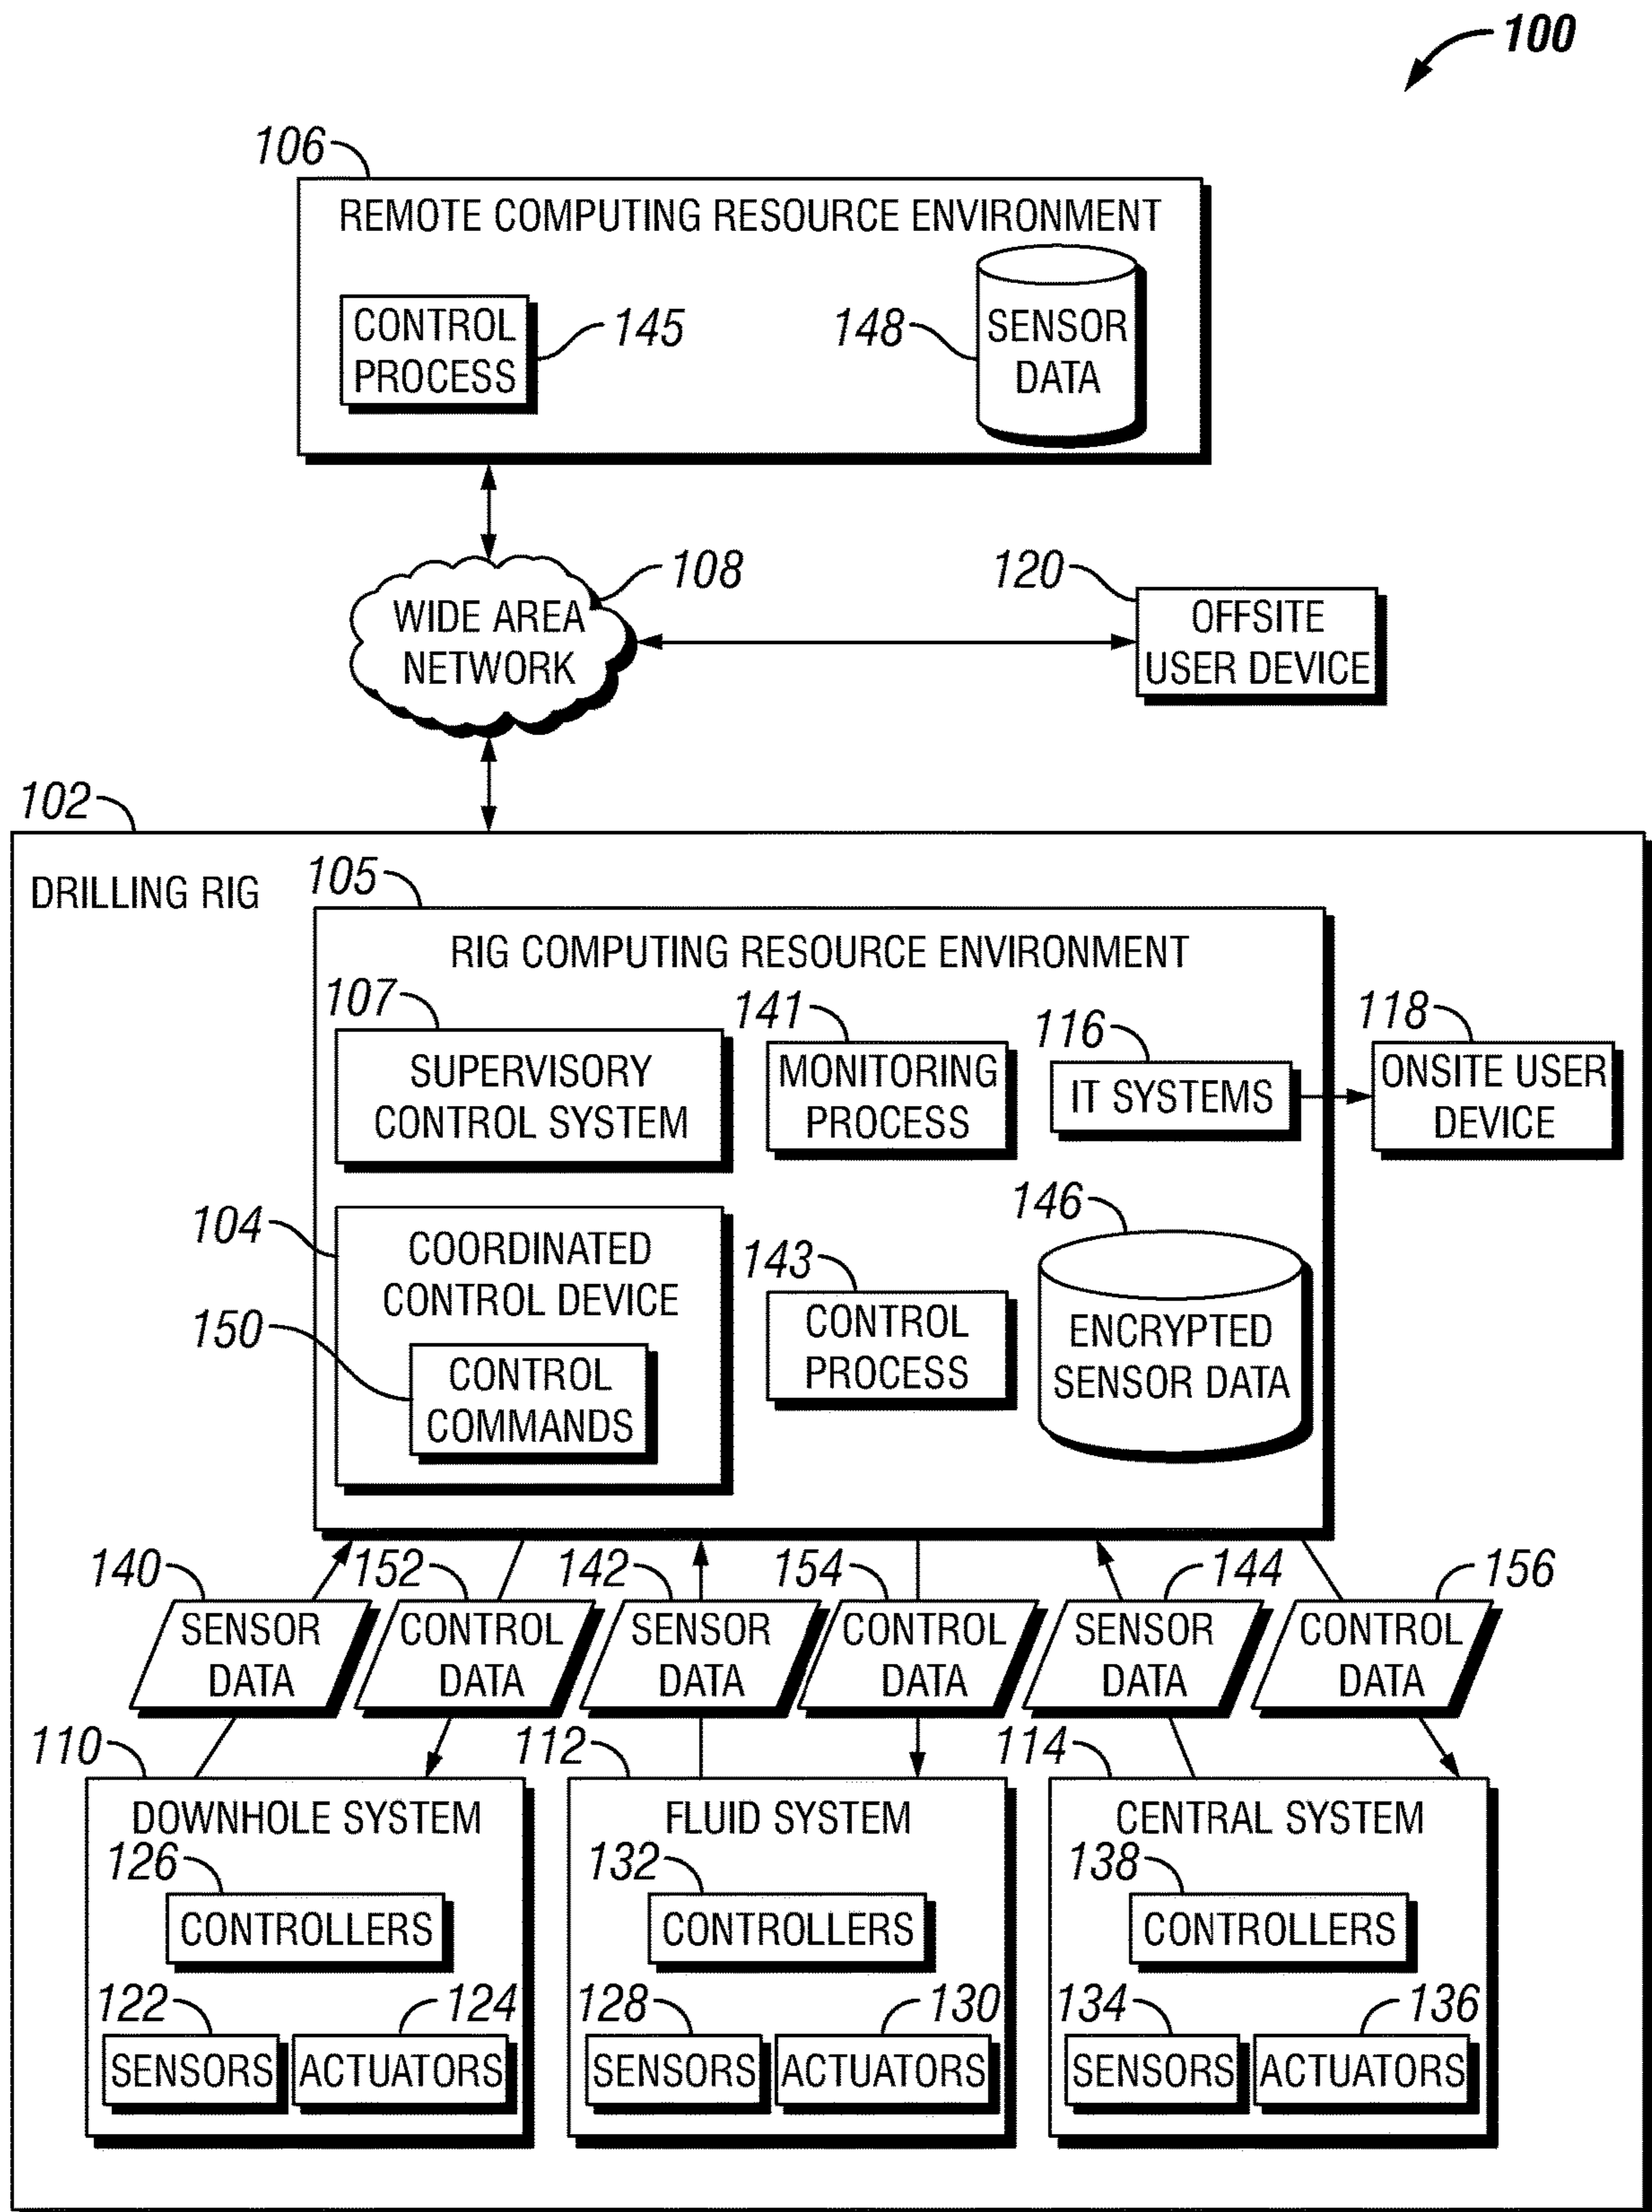 100
106
REMOTE COMPUTING RESOURCE ENVIRONMENT
CONTROL
PROCESS
145
148
SENSOR
DATA
WIDE AREA
NETWORK
108
120
OFFSITE
USER DEVICE
102
DRILLING RIG
105
RIG COMPUTING RESOURCE ENVIRONMENT
107
SUPERVISORY
CONTROL SYSTEM
141
MONITORING
PROCESS
116
IT SYSTEMS
118
ONSITE USER
DEVICE
104
COORDINATED
CONTROL DEVICE
150
CONTROL
COMMANDS
143
CONTROL
PROCESS
146
ENCRYPTED
SENSOR DATA
140
SENSOR
DATA
152
CONTROL
DATA
142
SENSOR
DATA
154
CONTROL
DATA
144
SENSOR
DATA
156
CONTROL
DATA
110
DOWNHOLE SYSTEM
126
CONTROLLERS
122
SENSORS
124
ACTUATORS
112
FLUID SYSTEM
132
CONTROLLERS
128
SENSORS
130
ACTUATORS
114
CENTRAL SYSTEM
138
CONTROLLERS
134
SENSORS
136
ACTUATORS